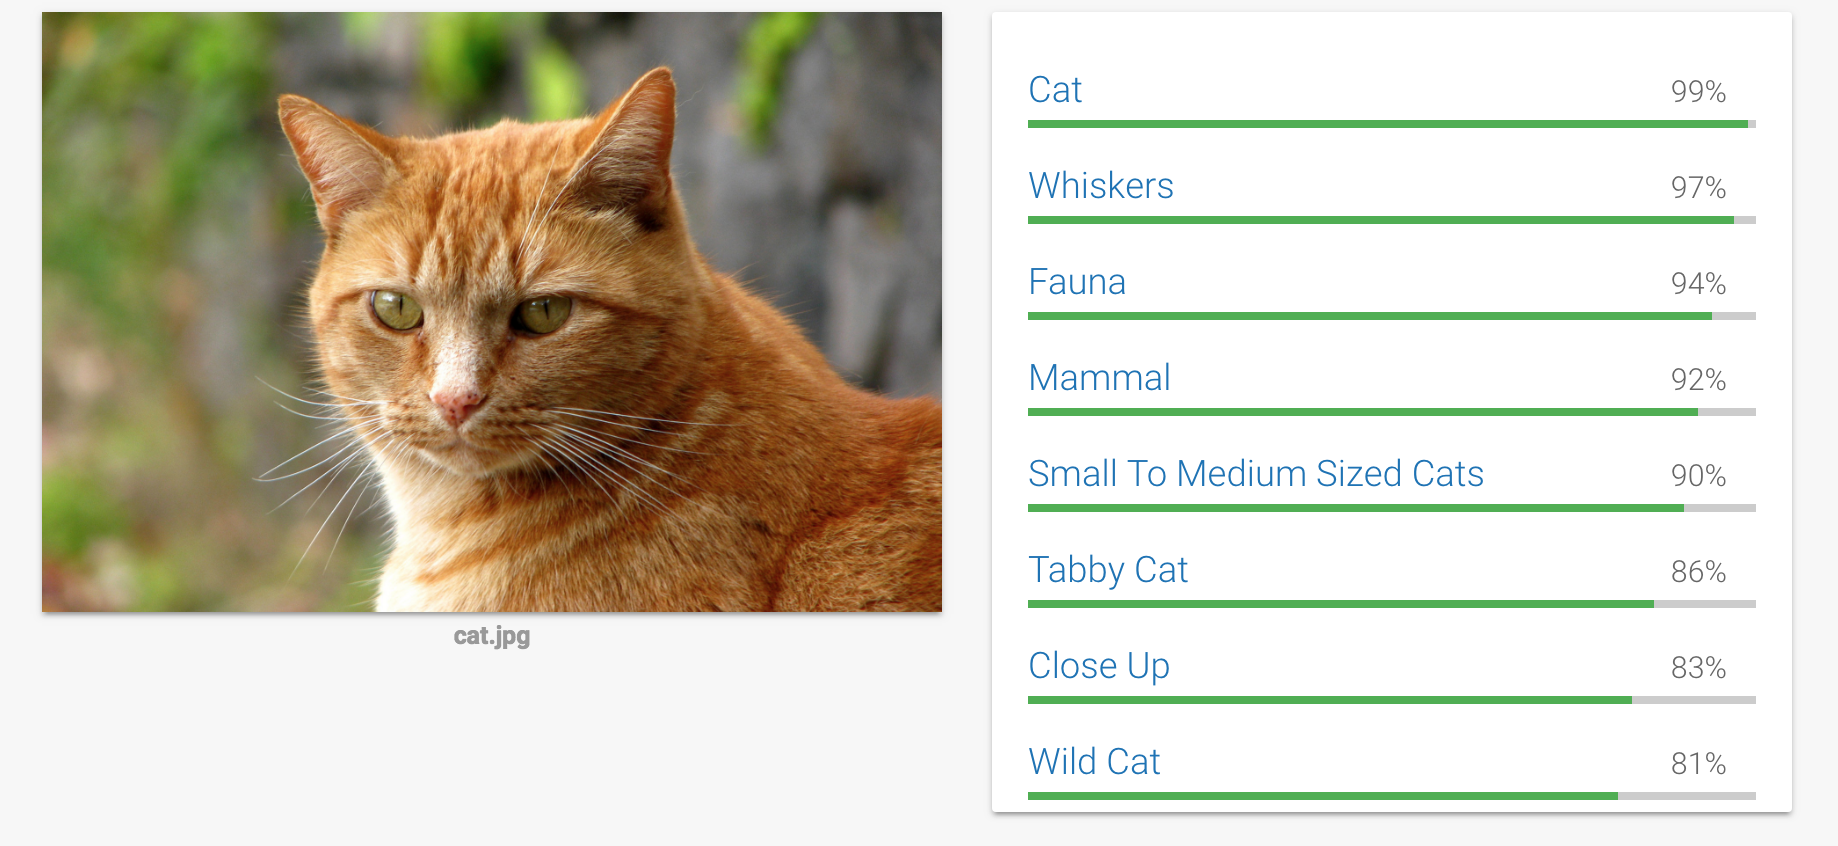 cat.jpg
Cat 99%
Whiskers 97%
Fauna 94%
Mammal 92%
Small To Medium Sized Cats 90%
Tabby Cat 86%
Close Up 83%
Wild Cat 81%